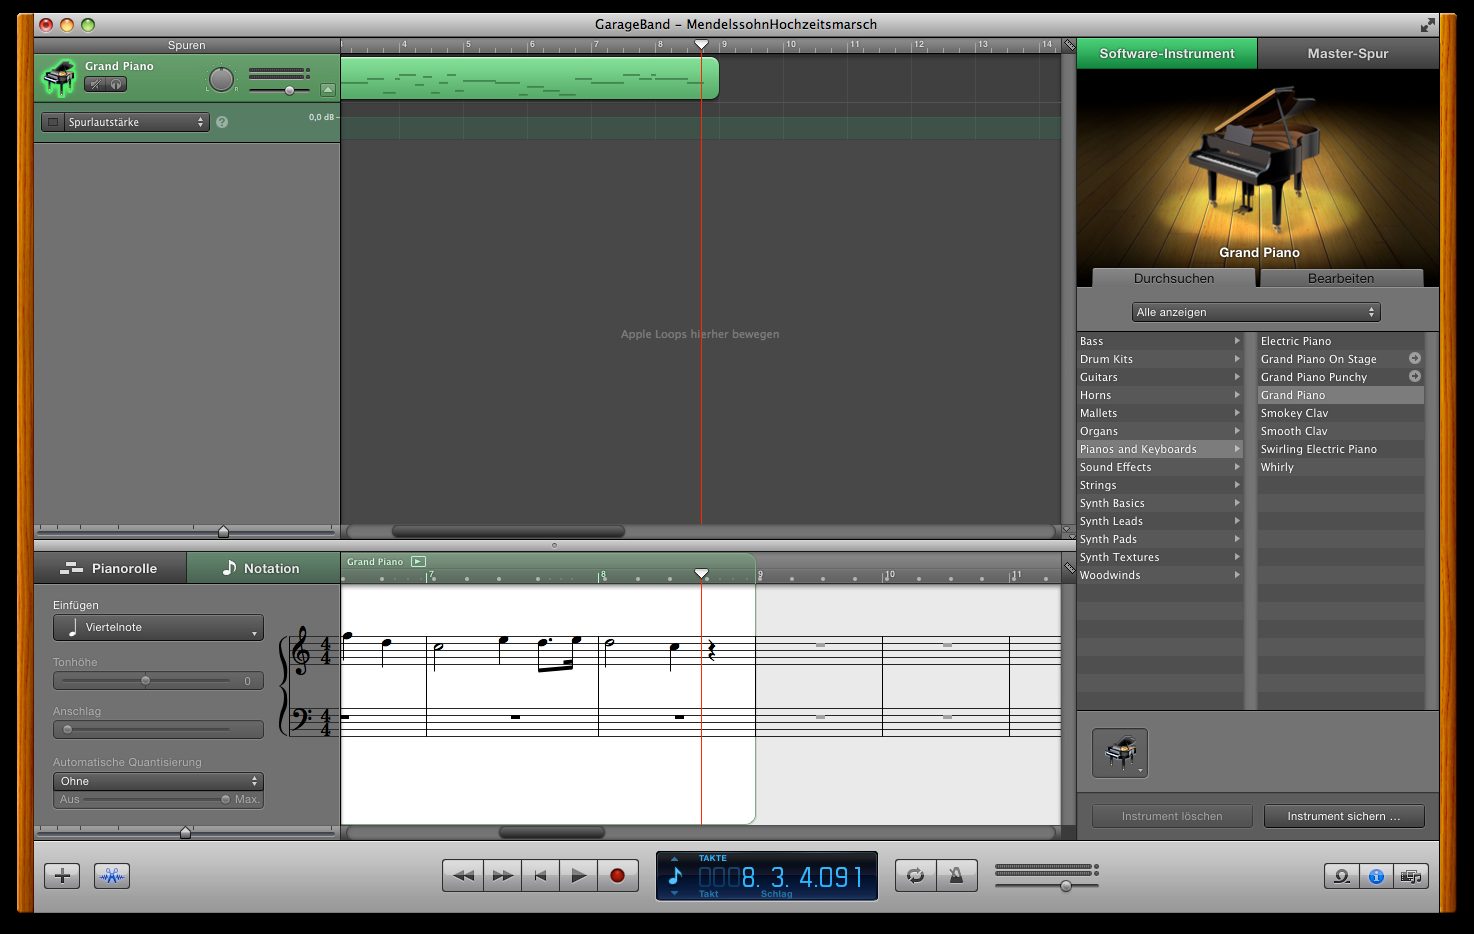 GarageBand – MendelssohnHochzeitsmarsch
Spuren
4 5 6 7 8 9 10 11 12 13 14
Software-Instrument
Master-Spur
Grand Piano
L R
Spurlautstärke
?
0,0 dB
Apple Loops hierher bewegen
Grand Piano
Durchsuchen
Bearbeiten
Alle anzeigen
Bass
Drum Kits
Guitars
Horns
Mallets
Organs
Pianos and Keyboards
Sound Effects
Strings
Synth Basics
Synth Leads
Synth Pads
Synth Textures
Woodwinds
Electric Piano
Grand Piano On Stage
Grand Piano Punchy
Grand Piano
Smokey Clav
Smooth Clav
Swirling Electric Piano
Whirly
Pianorolle
Notation
Grand Piano
7 8 9 10 11
Einfügen
Viertelnote
Tonhöhe
0
Anschlag
Automatische Quantisierung
Ohne
Aus
Max.
4
4
4
4
Instrument löschen
Instrument sichern ...
TAKTE
0008. 3. 4.091
Takt
Schlag